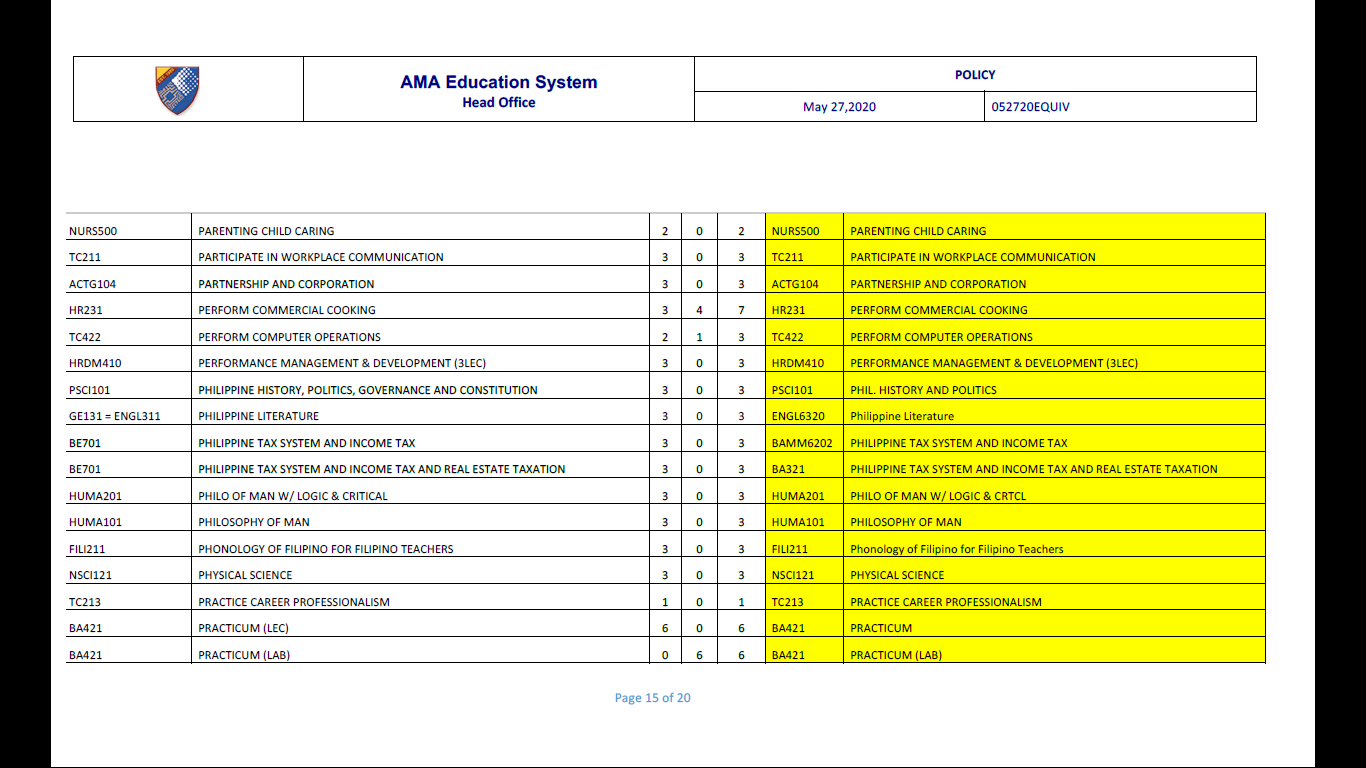 AMA Education System
Head Office
POLICY
May 27,2020 052720EQUIV
NURS500 PARENTING CHILD CARING 2 0 2 NURS500 PARENTING CHILD CARING
TC211 PARTICIPATE IN WORKPLACE COMMUNICATION 3 0 3 TC211 PARTICIPATE IN WORKPLACE COMMUNICATION
ACTG104 PARTNERSHIP AND CORPORATION 3 0 3 ACTG104 PARTNERSHIP AND CORPORATION
HR231 PERFORM COMMERCIAL COOKING 3 4 7 HR231 PERFORM COMMERCIAL COOKING
TC422 PERFORM COMPUTER OPERATIONS 2 1 3 TC422 PERFORM COMPUTER OPERATIONS
HRDM410 PERFORMANCE MANAGEMENT & DEVELOPMENT (3LEC) 3 0 3 HRDM410 PERFORMANCE MANAGEMENT & DEVELOPMENT (3LEC)
PSCI101 PHILIPPINE HISTORY, POLITICS, GOVERNANCE AND CONSTITUTION 3 0 3 PSCI101 PHIL. HISTORY AND POLITICS
GE131 = ENGL311 PHILIPPINE LITERATURE 3 0 3 ENGL6320 Philippine Literature
BE701 PHILIPPINE TAX SYSTEM AND INCOME TAX 3 0 3 BAMM6202 PHILIPPINE TAX SYSTEM AND INCOME TAX
BE701 PHILIPPINE TAX SYSTEM AND INCOME TAX AND REAL ESTATE TAXATION 3 0 3 BA321 PHILIPPINE TAX SYSTEM AND INCOME TAX AND REAL ESTATE TAXATION
HUMA201 PHILO OF MAN W/ LOGIC & CRITICAL 3 0 3 HUMA201 PHILO OF MAN W/ LOGIC & CRTCL
HUMA101 PHILOSOPHY OF MAN 3 0 3 HUMA101 PHILOSOPHY OF MAN
FILI211 PHONOLOGY OF FILIPINO FOR FILIPINO TEACHERS 3 0 3 FILI211 Phonology of Filipino for Filipino Teachers
NSCI121 PHYSICAL SCIENCE 3 0 3 NSCI121 PHYSICAL SCIENCE
TC213 PRACTICE CAREER PROFESSIONALISM 1 0 1 TC213 PRACTICE CAREER PROFESSIONALISM
BA421 PRACTICUM (LEC) 6 0 6 BA421 PRACTICUM
BA421 PRACTICUM (LAB) 0 6 6 BA421 PRACTICUM (LAB)
Page 15 of 20